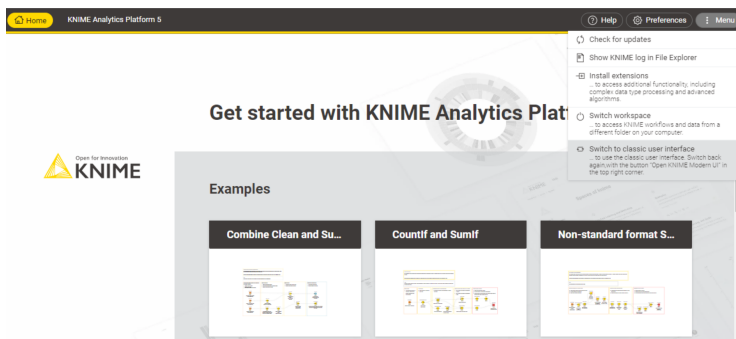 Home
KNIME Analytics Platform 5
Help
Preferences
Menu
Check for updates
Show KNIME log in File Explorer
Install extensions
... to access additional functionality, including
complex data type processing and advanced
algorithms.
Switch workspace
... to access KNIME workflows and data from a
different folder on your computer.
Switch to classic user interface
... to use the classic user interface. Switch back
again with the button "Open KNIME Modern UI" in
the top right corner.
Get started with KNIME Analytics Platf
Open for Innovation
KNIME
Examples
Combine Clean and Su...
CountIf and SumIf
Non-standard format S...